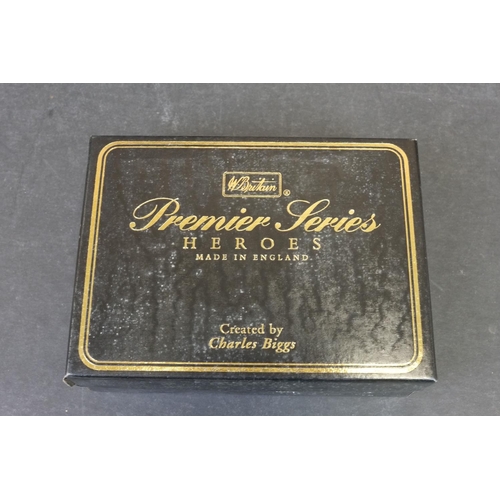 W.Britain ®
Premier Series
HEROES
MADE IN ENGLAND
Created by
Charles Biggs